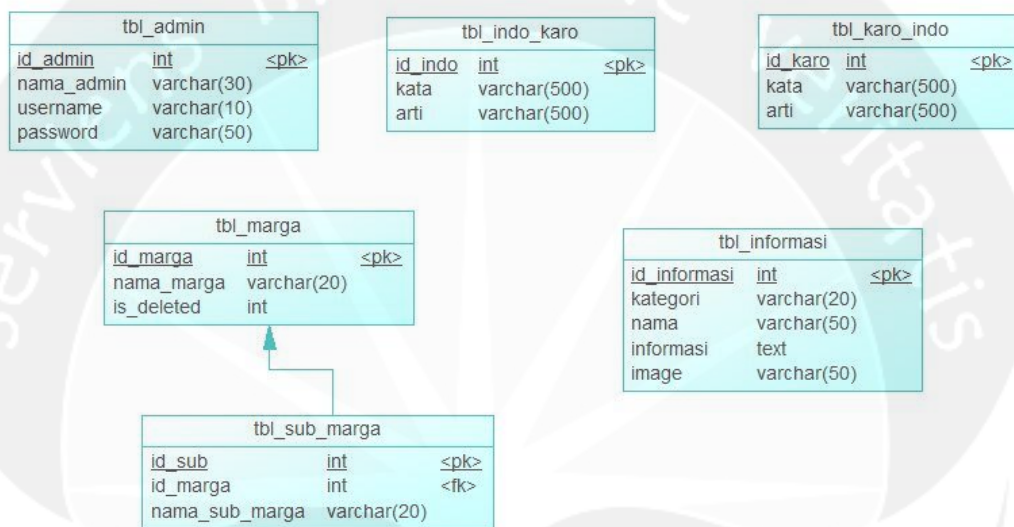 tbl_admin
id_admin int <pk>
nama_admin varchar(30)
username varchar(10)
password varchar(50)
tbl_indo_karo
id_indo int <pk>
kata varchar(500)
arti varchar(500)
tbl_karo_indo
id_karo int <pk>
kata varchar(500)
arti varchar(500)
tbl_marga
id_marga int <pk>
nama_marga varchar(20)
is_deleted int
tbl_informasi
id_informasi int <pk>
kategori varchar(20)
nama varchar(50)
informasi text
image varchar(50)
tbl_sub_marga
id_sub int <pk>
id_marga int <fk>
nama_sub_marga varchar(20)